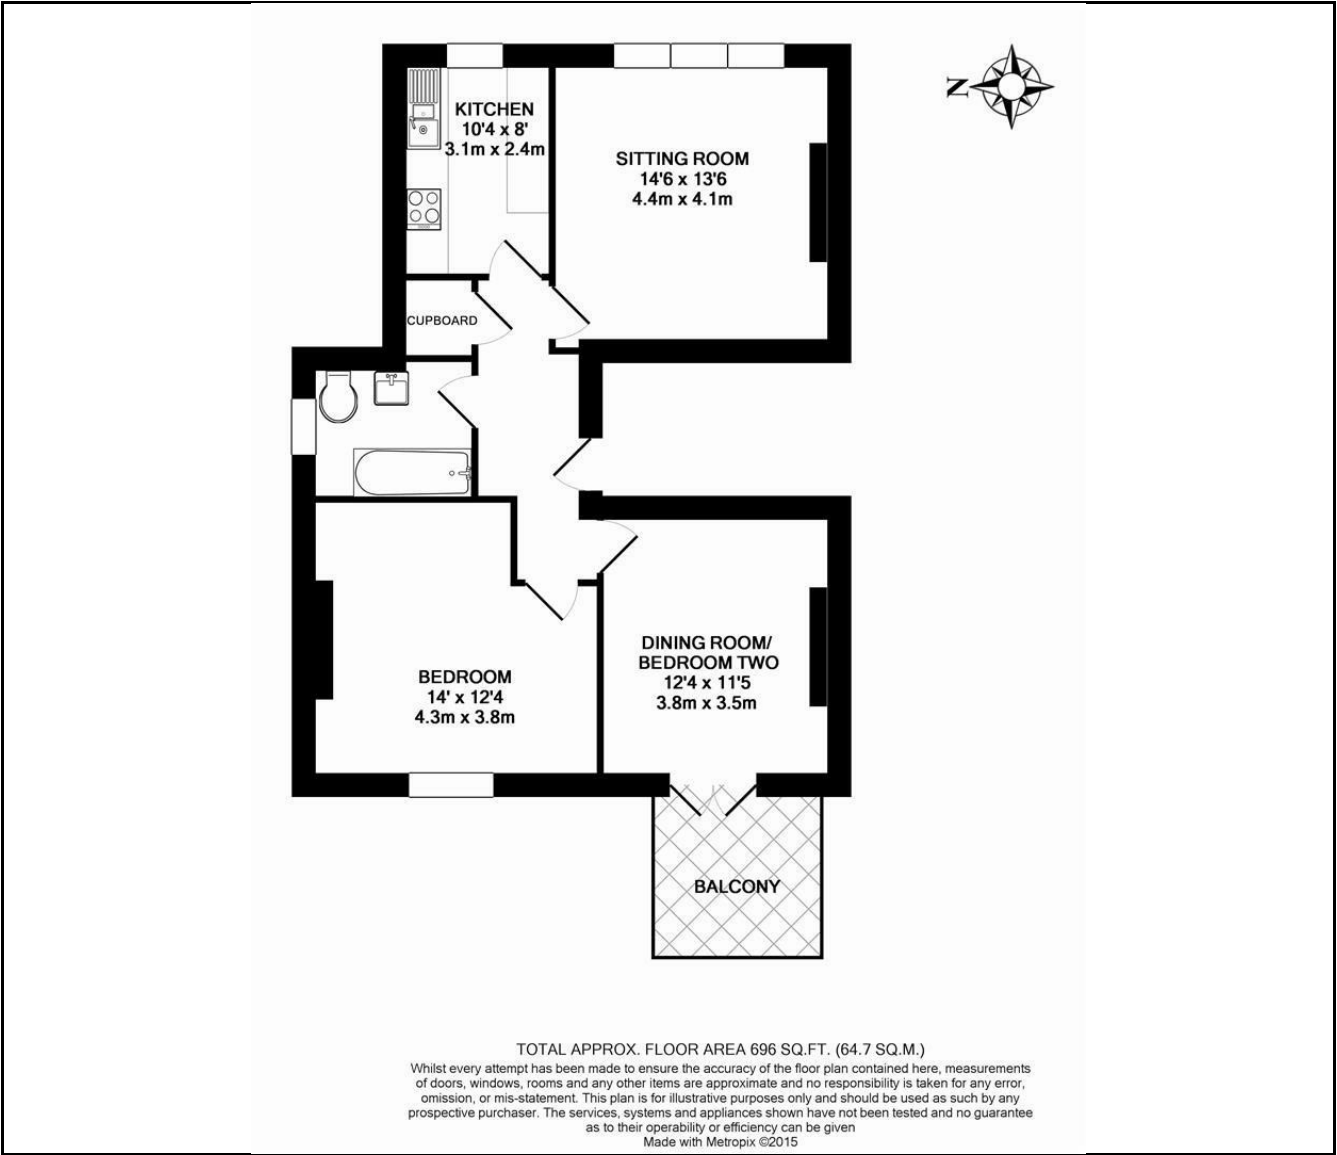 N
KITCHEN
10'4 x 8'
3.1m x 2.4m
SITTING ROOM
14'6 x 13'6
4.4m x 4.1m
CUPBOARD
DINING ROOM/
BEDROOM TWO
12'4 x 11'5
3.8m x 3.5m
BEDROOM
14' x 12'4
4.3m x 3.8m
BALCONY
TOTAL APPROX. FLOOR AREA 696 SQ.FT. (64.7 SQ.M.)
Whilst every attempt has been made to ensure the accuracy of the floor plan contained here, measurements
of doors, windows, rooms and any other items are approximate and no responsibility is taken for any error,
omission, or mis-statement. This plan is for illustrative purposes only and should be used as such by any
prospective purchaser. The services, systems and appliances shown have not been tested and no guarantee
as to their operability or efficiency can be given
Made with Metropix ©2015